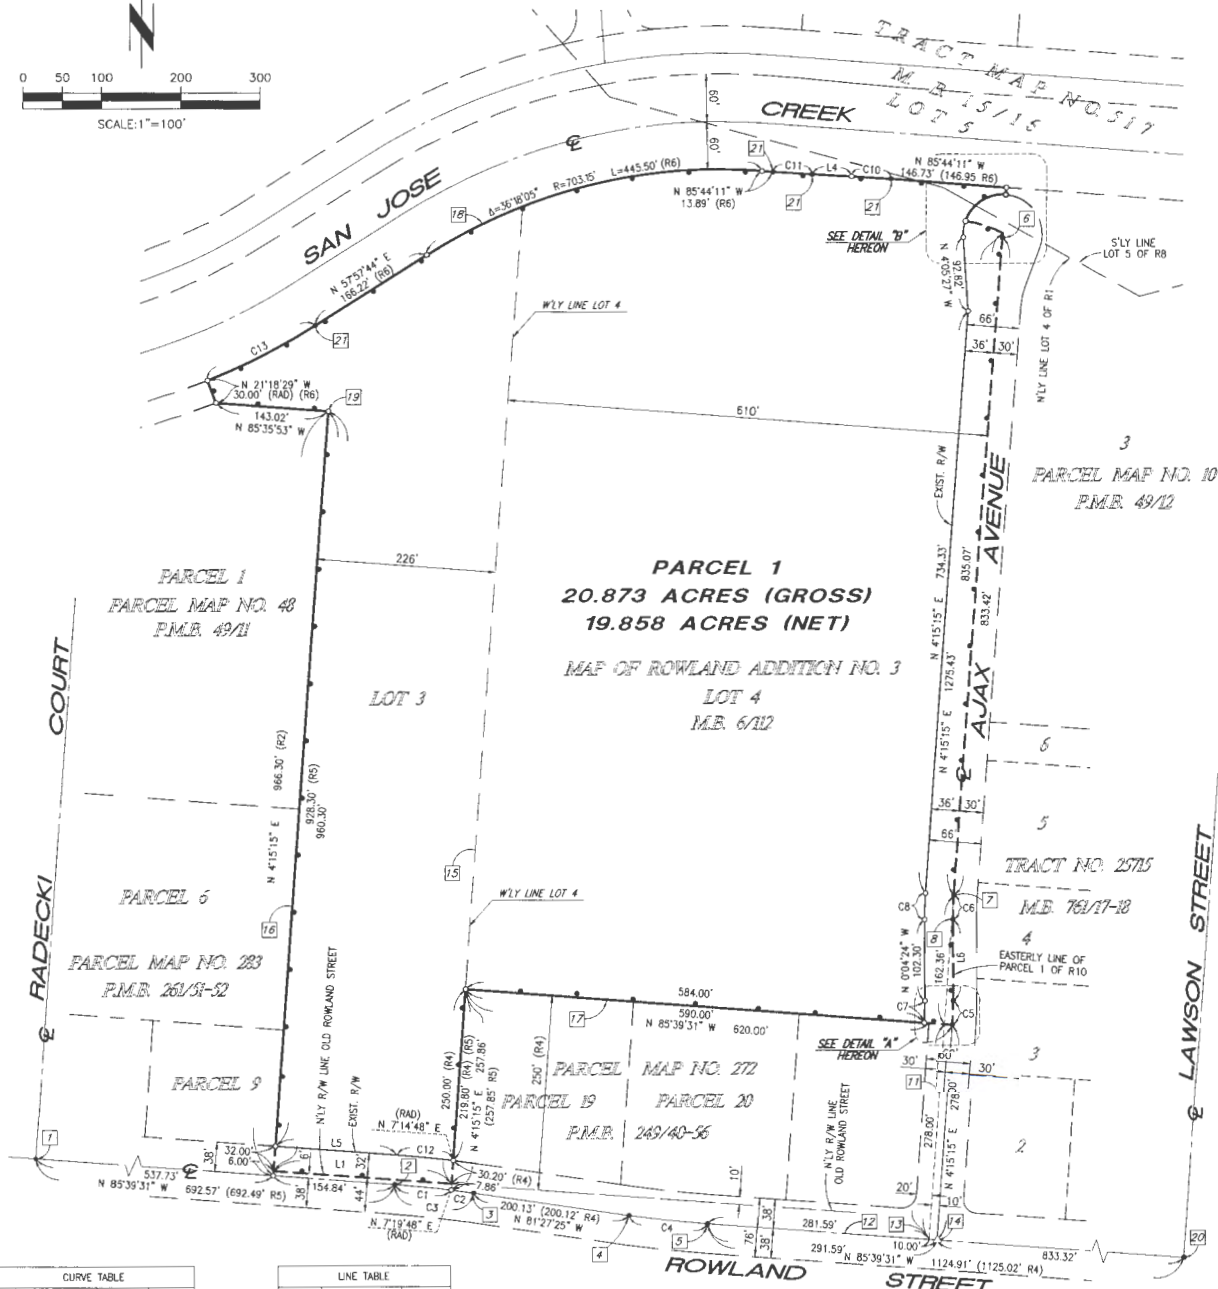 N
0 50 100 200 300
SCALE:1"=100'
TRACT MAP NO. 517
M. B. 15/16
LOT 5
CREEK
SAN JOSE
℄
60'
60'
21
C11
L4
C10
N 85°44'11" W
146.73' (146.95 R6)
N 85°44'11" W
13.89' (R6)
21
21
Δ=36°18'05" R=703.15' L=445.50' (R6)
18
SEE DETAIL "B"
HEREON
6
S'LY LINE
LOT 5 OF R8
N'LY LINE LOT 4 OF R1
N 57°57'44" E
166.22' (R6)
21
C13
W'LY LINE LOT 4
N 4°05'27" W
92.82'
66'
36' 30'
N 21°18'29" W
30.00' (RAD) (R6)
19
143.02'
N 85°35'53" W
610'
3
PARCEL MAP NO. 10
P.M.B. 49/12
EXIST. R/W
AJAX AVENUE
226'
PARCEL 1
20.873 ACRES (GROSS)
19.858 ACRES (NET)
MAP OF ROWLAND ADDITION NO. 3
LOT 4
M.B. 6/112
PARCEL 1
PARCEL MAP NO. 48
P.M.B. 49/11
LOT 3
N 4°15'15" E 734.33'
835.07'
833.42'
N 4°15'15" E 1275.43'
RADECKI COURT
℄
966.30' (R2)
928.30' (R5)
960.30'
N 4°15'15" E
6
℄
36' 30'
66'
5
TRACT NO. 25715
M.B. 761/17-18
4
EASTERLY LINE OF
PARCEL 1 OF R10
LAWSON STREET
℄
15
W'LY LINE LOT 4
PARCEL 6
16
PARCEL MAP NO. 283
P.M.B. 261/51-52
C8
C6
7
8
N 0°04'24" W
102.30'
162.36'
L6
C7
C5
584.00'
17
590.00'
N 85°39'31" W 620.00'
SEE DETAIL "A"
HEREON
30'
30'
11
3
PARCEL 9
N'LY R/W LINE OLD ROWLAND STREET
EXIST. R/W
250.00' (R4)
219.80' (R4) (R5)
N 4°15'15" E 257.86'
(257.85' R5)
250' (R4)
PARCEL MAP NO. 272
PARCEL 19 PARCEL 20
P.M.B. 249/40-56
N'LY R/W LINE
OLD ROWLAND STREET
278.00'
278.00'
N 4°15'15" E
2
(RAD)
N 7°14'48" E
1
38'
32.00'
6.00'
L5
6'
L1
32'
C12
2
30.20' (R4)
7.86'
℄
537.73'
N 85°39'31" W 692.57' (692.49' R5)
38'
154.84'
44'
C1
C2
C3
3
N 7°19'48" E
(RAD)
200.13' (200.12' R4)
N 81°27'25" W
4
C4
5
10'
76'
38'
38'
281.59'
12
13
14
20'
10'
10.00'
291.59'
N 85°39'31" W 1124.91' (1125.02' R4)
833.32'
20
ROWLAND STREET
CURVE TABLE
LINE TABLE